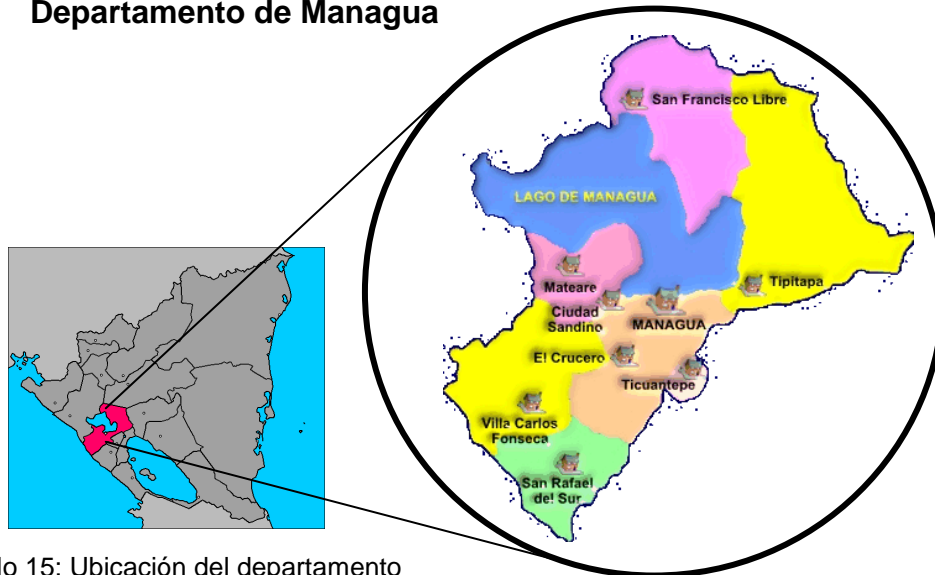 Departamento de Managua
San Francisco Libre
LAGO DE MANAGUA
Mateare
Tipitapa
Ciudad
Sandino
MANAGUA
El Crucero
Ticuantepe
Villa Carlos
Fonseca
San Rafael
del Sur
lo 15: Ubicación del departamento